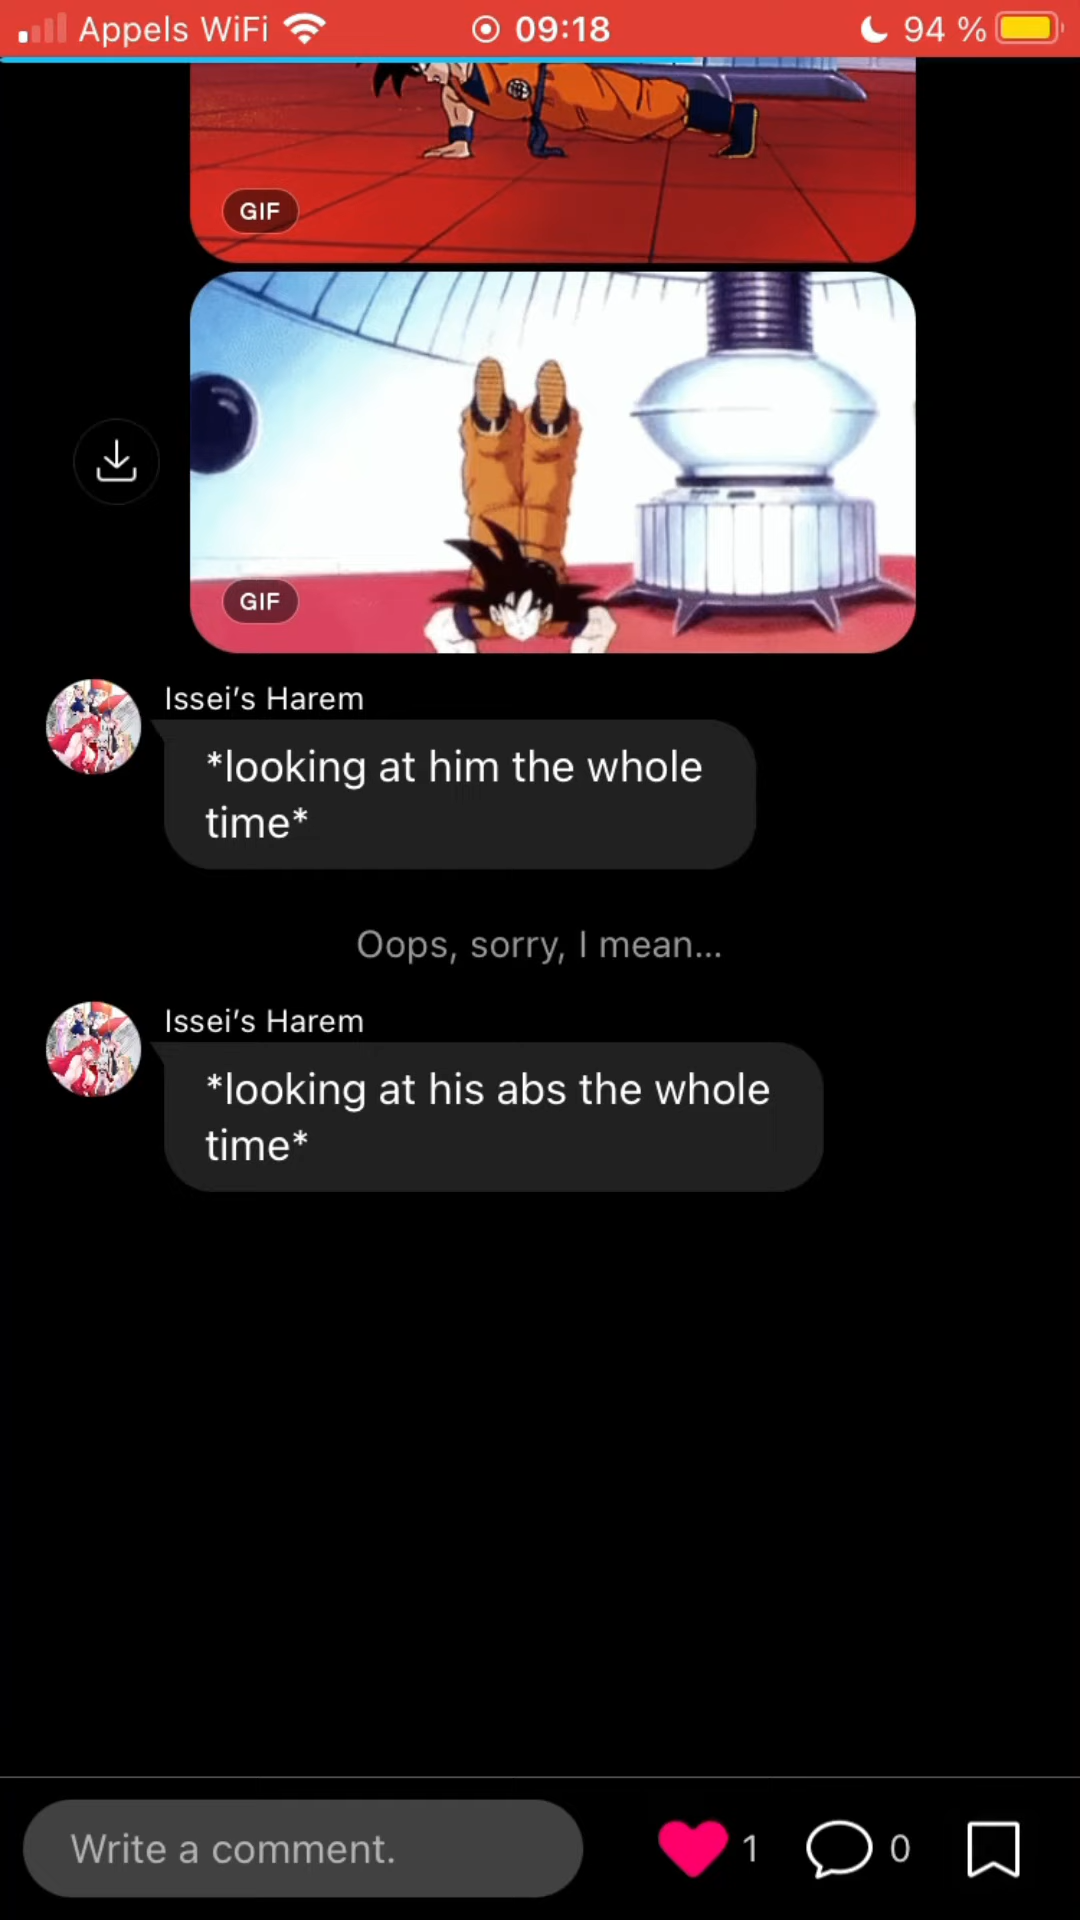 Appels WiFi 09:18 94 %
GIF
GIF
Issei's Harem
*looking at him the whole
time*
Oops, sorry, I mean...
Issei's Harem
*looking at his abs the whole
time*
Write a comment. 1 0